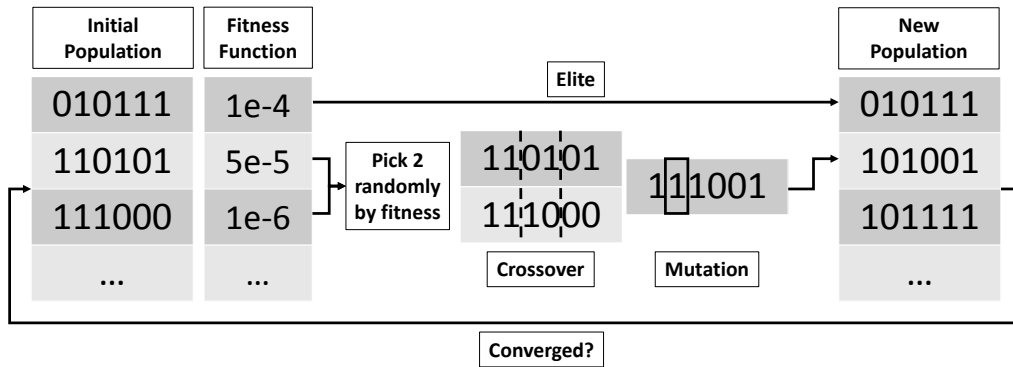 Initial
Population
Fitness
Function
New
Population
Elite
010111
1e-4
010111
110101
5e-5
Pick 2
randomly
by fitness
110101
111001
101001
111000
1e-6
111000
101111
...
...
Crossover
Mutation
...
Converged?